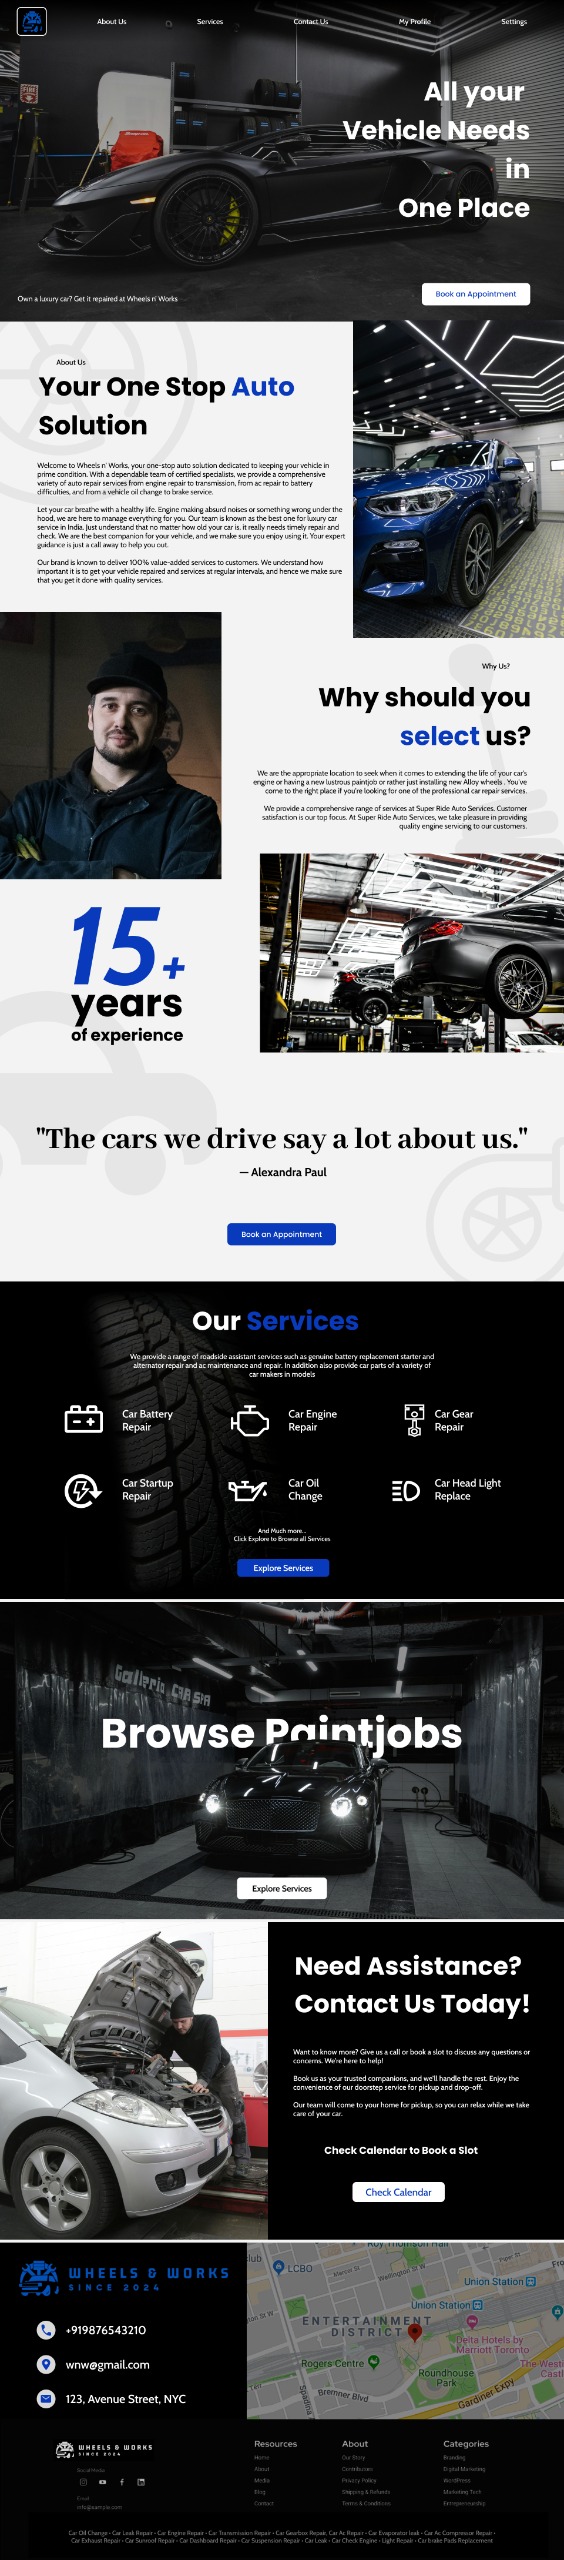 About Us
Services
Contact Us
My Profile
Settings
FIRE
All your
Vehicle Needs
in
One Place
Own a luxury car? Get it repaired at Wheels n' Works
Book an Appointment
About Us
Your One Stop Auto
Solution
Welcome to Wheels n' Works, your one-stop auto solution dedicated to keeping your vehicle in
prime condition. With a dependable team of certified specialists, we provide a comprehensive
variety of auto repair services from engine repair to transmission, from ac repair to battery
difficulties, and from a vehicle oil change to brake service.
Let your car breathe with a healthy life. Engine making absurd noises or something wrong under the
hood, we are here to manage everything for you. Our team is known as the best one for luxury car
service in India. Just understand that no matter how old your car is, it really needs timely repair and
check. We are the best companion for your vehicle, and we make sure you enjoy using it. Your expert
guidance is just a call away to help you out.
Our brand is known to deliver 100% value-added services to customers. We understand how
important it is to get your vehicle repaired and services at regular intervals, and hence we make sure
that you get it done with quality services.
Why Us?
Why should you
select us?
We are the appropriate location to seek when it comes to extending the life of your car's
engine or having a new lustrous paintjob or rather just installing new Alloy wheels . You've
come to the right place if you're looking for one of the professional car repair services.
We provide a comprehensive range of services at Super Ride Auto Services. Customer
satisfaction is our top focus. At Super Ride Auto Services, we take pleasure in providing
quality engine servicing to our customers.
15+
years
of experience
"The cars we drive say a lot about us."
— Alexandra Paul
Book an Appointment
Our Services
We provide a range of roadside assistant services such as genuine battery replacement starter and
alternator repair and ac maintenance and repair. In addition also provide car parts of a variety of
car makers in models
Car Battery
Repair
Car Engine
Repair
Car Gear
Repair
Car Startup
Repair
Car Oil
Change
Car Head Light
Replace
And Much more...
Click Explore to Browse all Services
Explore Services
Galleria CAR SPA
Browse Paintjobs
Explore Services
Need Assistance?
Contact Us Today!
Want to know more? Give us a call or book a slot to discuss any questions or
concerns. We're here to help!
Book us as your trusted companions, and we'll handle the rest. Enjoy the
convenience of our doorstep service for pickup and drop-off.
Our team will come to your home for pickup, so you can relax while we take
care of your car.
Check Calendar to Book a Slot
Check Calendar
WHEELS & WORKS
SINCE 2024
+919876543210
wnw@gmail.com
123, Avenue Street, NYC
Roy Thomson Hall
LCBO
Mercer St
Wellington St W
Piper St
Union Station
Union Station
ENTERTAINMENT
DISTRICT
Delta Hotels by
Marriott Toronto
Rogers Centre
Roundhouse
Park
Bremner Blvd
Spadina
Gardiner Expy
WHEELS & WORKS
SINCE 2024
Social Media
Email
info@example.com
Resources
Home
About
Media
Blog
Contact
About
Our Story
Contributors
Privacy Policy
Shipping & Refunds
Terms & Conditions
Categories
Branding
Digital Marketing
WordPress
Marketing Tech
Entrepreneurship
Car Oil Change • Car Leak Repair • Car Engine Repair • Car Transmission Repair • Car Gearbox Repair, Car Ac Repair • Car Evaporator leak • Car Ac Compressor Repair •
Car Exhaust Repair • Car Sunroof Repair • Car Dashboard Repair • Car Suspension Repair • Car Leak • Car Check Engine • Light Repair • Car brake Pads Replacement